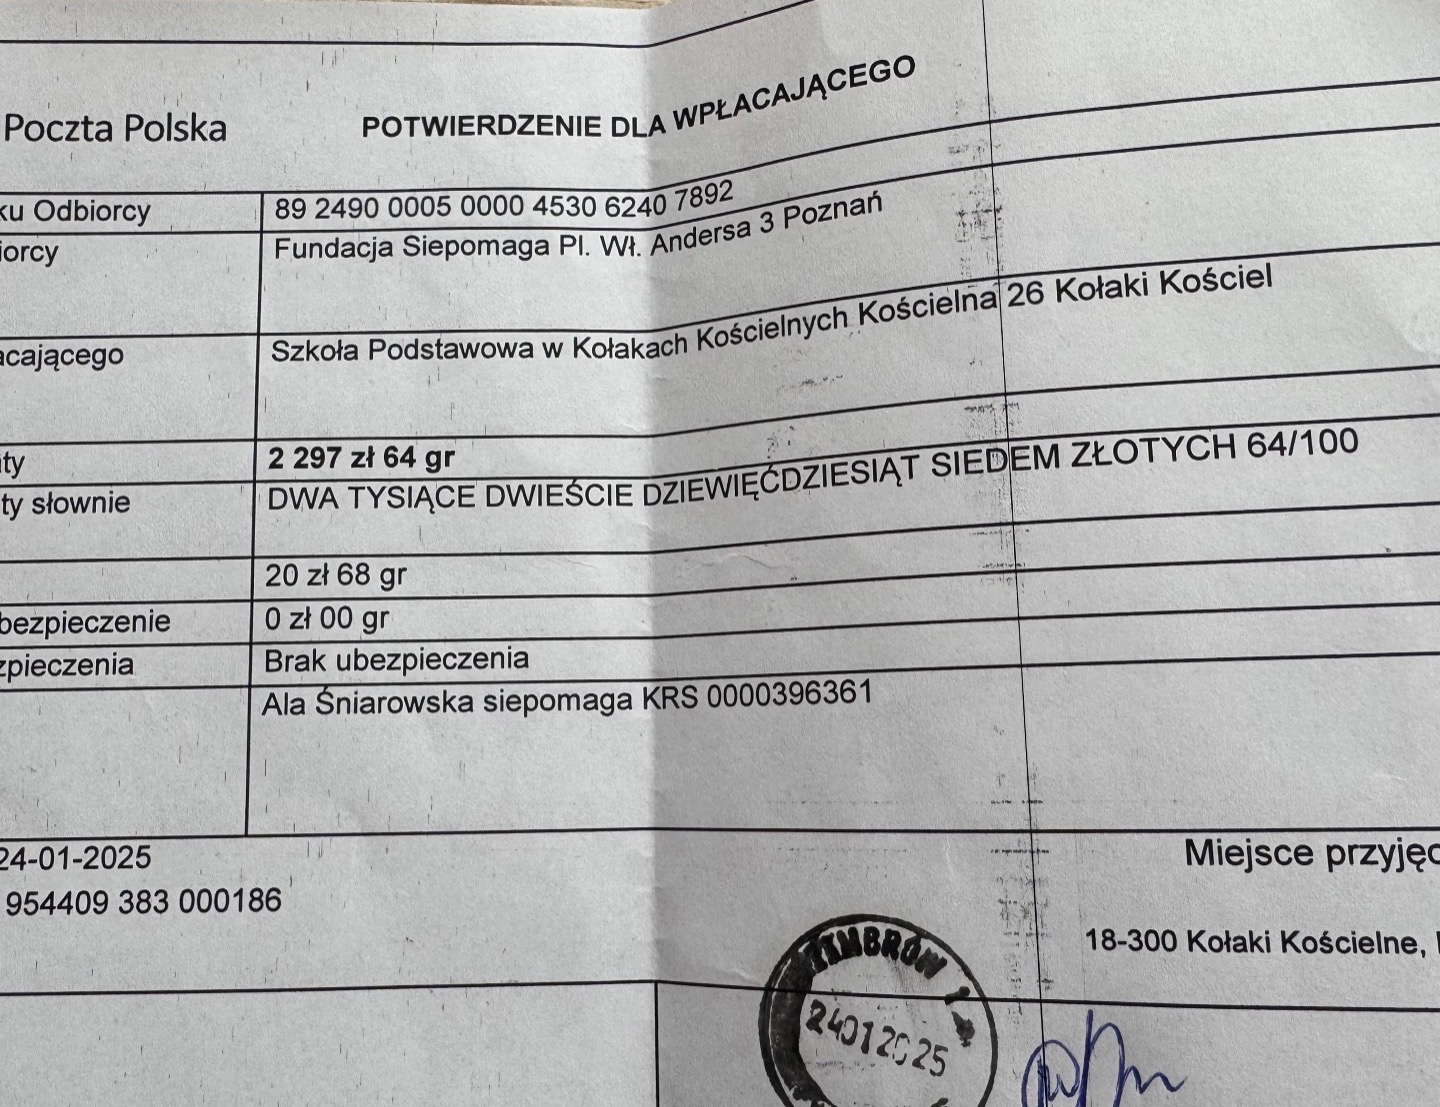 Poczta Polska
POTWIERDZENIE DLA WPŁACAJĄCEGO
ku Odbiorcy
89 2490 0005 0000 4530 6240 7892
iorcy
Fundacja Siepomaga Pl. Wł. Andersa 3 Poznań
acającego
Szkoła Podstawowa w Kołakach Kościelnych Kościelna 26 Kołaki Kościel
ty
2 297 zł 64 gr
ty słownie
DWA TYSIĄCE DWIEŚCIE DZIEWIĘĆDZIESIĄT SIEDEM ZŁOTYCH 64/100
20 zł 68 gr
bezpieczenie
0 zł 00 gr
zpieczenia
Brak ubezpieczenia
Ala Śniarowska siepomaga KRS 0000396361
24-01-2025
954409 383 000186
Miejsce przyjęc
18-300 Kołaki Kościelne,
ZAMBRÓW 1
24012025